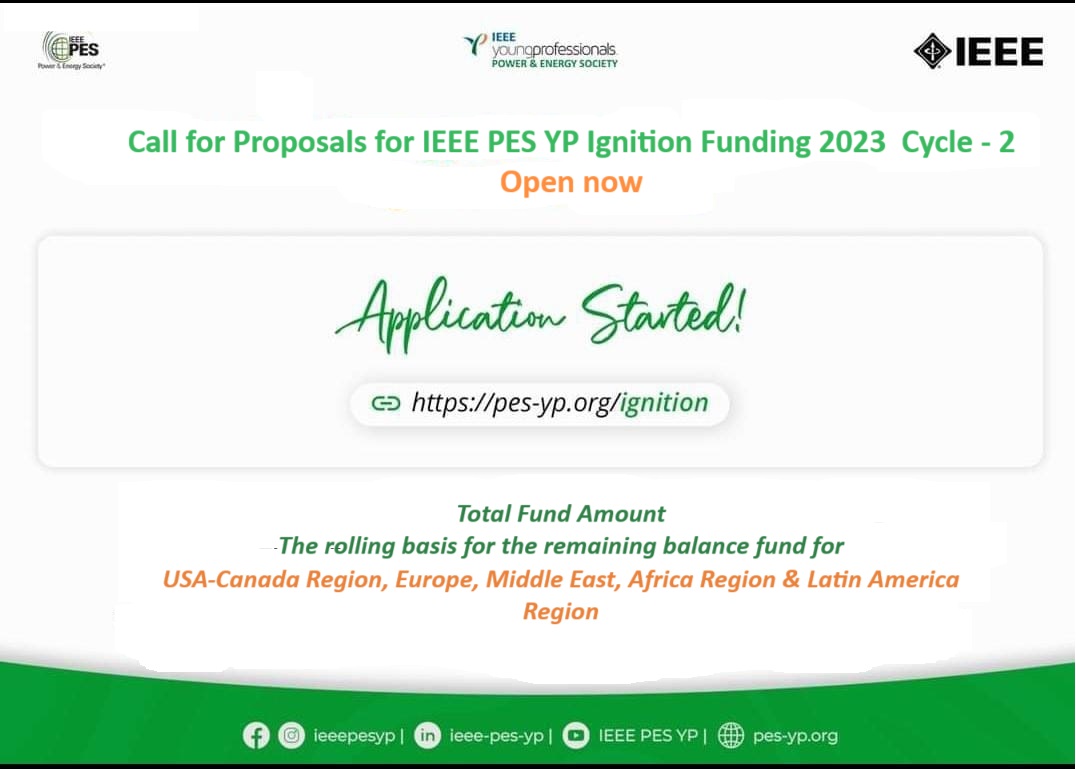 IEEE
PES
Power & Energy Society®
IEEE
youngprofessionals
POWER & ENERGY SOCIETY
IEEE
Call for Proposals for IEEE PES YP Ignition Funding 2023 Cycle - 2
Open now
Application Started!
https://pes-yp.org/ignition
Total Fund Amount
The rolling basis for the remaining balance fund for
USA-Canada Region, Europe, Middle East, Africa Region & Latin America
Region
ieeepesyp | ieee-pes-yp | IEEE PES YP | pes-yp.org